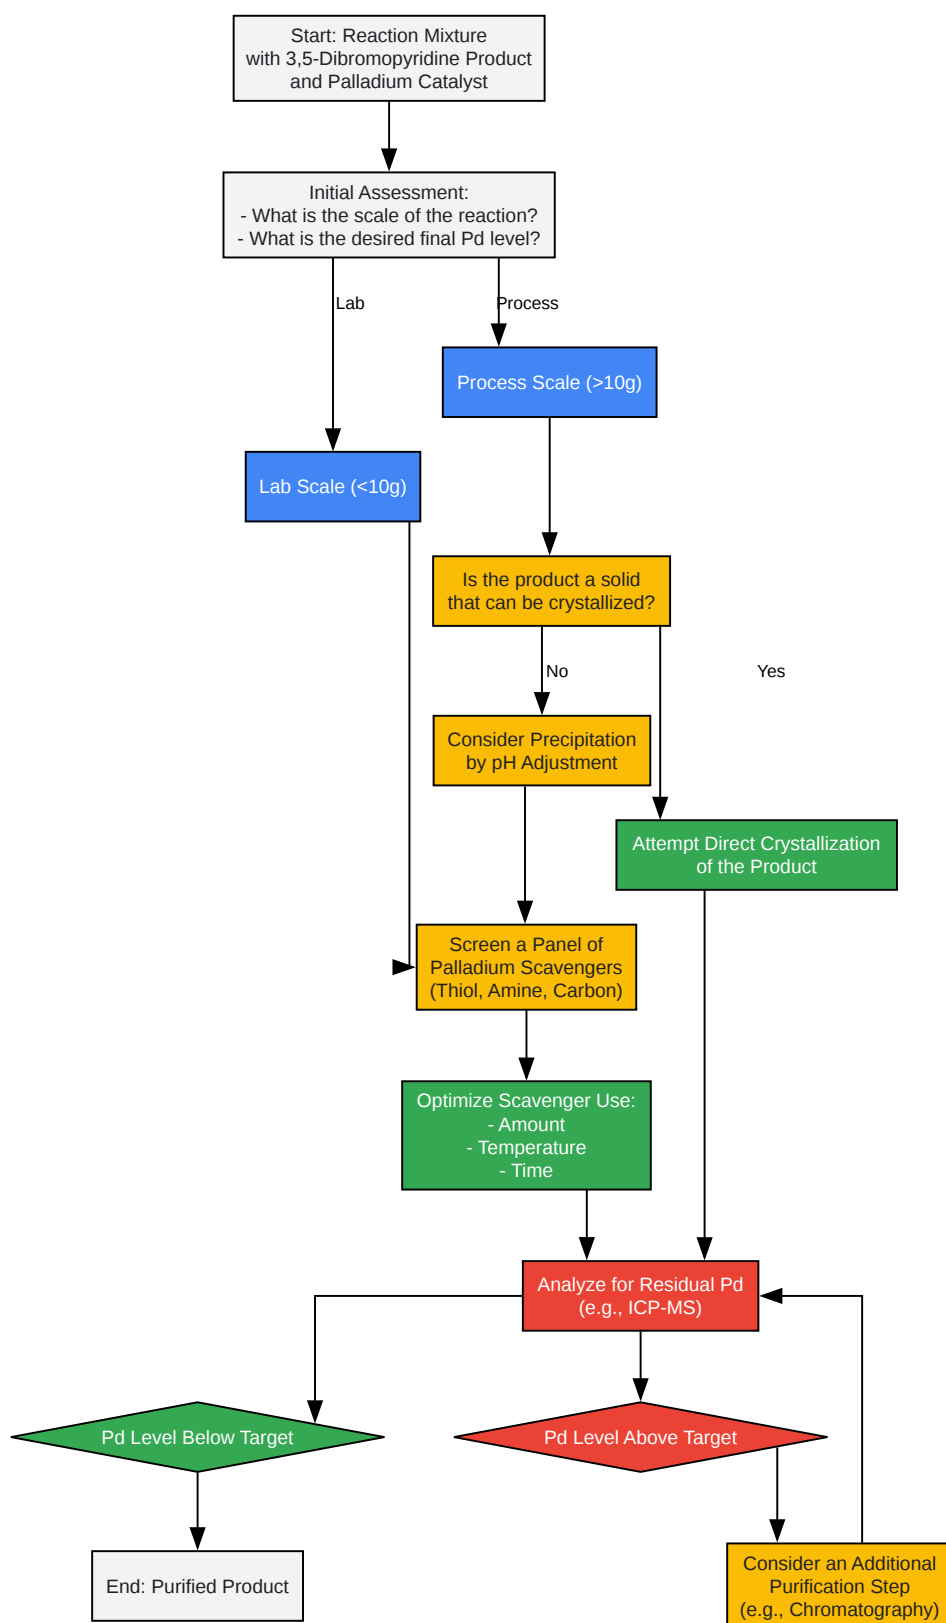 Start: Reaction Mixture
with 3,5-Dibromopyridine Product
and Palladium Catalyst
Initial Assessment:
- What is the scale of the reaction?
- What is the desired final Pd level?
Lab
Process
Process Scale (>10g)
Lab Scale (<10g)
Is the product a solid
that can be crystallized?
No
Yes
Consider Precipitation
by pH Adjustment
Attempt Direct Crystallization
of the Product
Screen a Panel of
Palladium Scavengers
(Thiol, Amine, Carbon)
Optimize Scavenger Use:
- Amount
- Temperature
- Time
Analyze for Residual Pd
(e.g., ICP-MS)
Pd Level Below Target
Pd Level Above Target
End: Purified Product
Consider an Additional
Purification Step
(e.g., Chromatography)